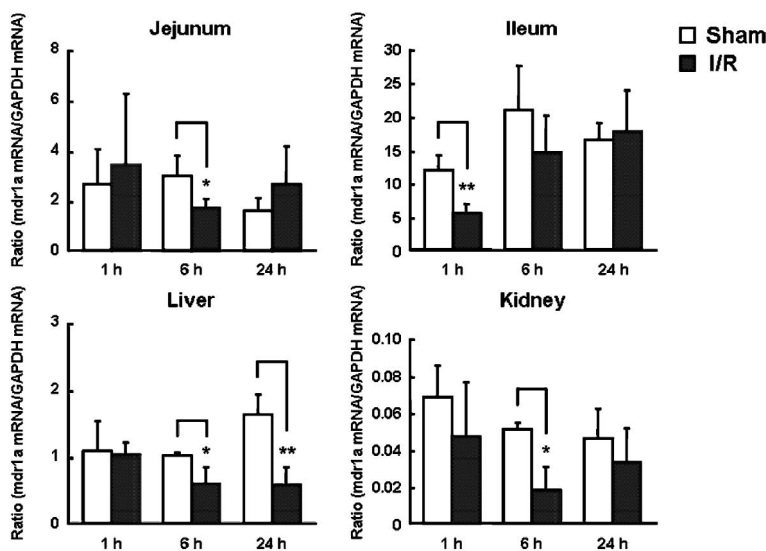 Jejunum
Ratio (mdr1a mRNA/GAPDH mRNA)
8
6
4
2
0
*
1 h 6 h 24 h
Ileum
Ratio (mdr1a mRNA/GAPDH mRNA)
30
25
20
15
10
5
0
**
1 h 6 h 24 h
Sham
I/R
Liver
Ratio (mdr1a mRNA/GAPDH mRNA)
3
2
1
0
* **
1 h 6 h 24 h
Kidney
Ratio (mdr1a mRNA/GAPDH mRNA)
0.10
0.08
0.06
0.04
0.02
0
*
1 h 6 h 24 h